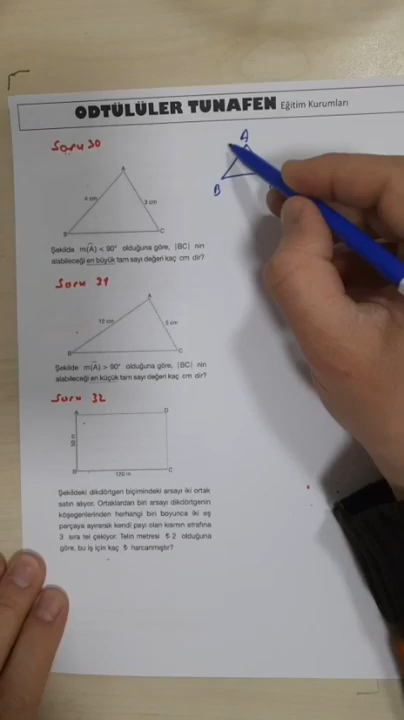 ODTÜLÜLER TUNAFEN Eğitim Kurumları
Soru 30
A
B
A
4 cm
3 cm
B
C
Şekilde m(A) < 90° olduğuna göre, |BC| nin
alabileceği en büyük tam sayı değeri kaç cm dir?
Soru 31
A
12 cm
5 cm
B
C
Şekilde m(A) > 90° olduğuna göre, |BC| nin
alabileceği en küçük tam sayı değeri kaç cm dir?
Soru 32
A
D
B
C
120 m
Şekildeki dikdörtgen biçimindeki arsayı iki ortak
satın alıyor. Ortaklardan biri arsayı dikdörtgenin
köşegenlerinden herhangi biri boyunca iki eş
parçaya ayırarak kendi payı olan kısmın etrafına
3 sıra tel çekiyor. Telin metresi ₺ 2 olduğuna
göre, bu iş için kaç ₺ harcanmıştır?